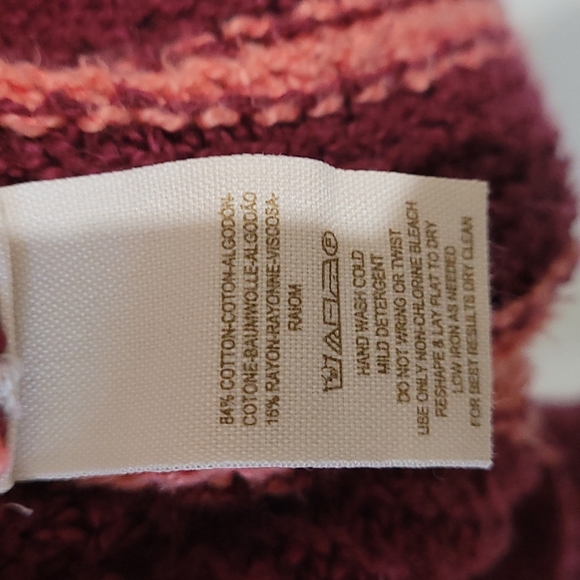 84% COTTON-COTON-ALGODÓN-
COTONE-BAUMWOLLE-ALGODÃO
16% RAYON-RAYONNE-VISCOSA-
RAIOM
HAND WASH COLD
MILD DETERGENT
DO NOT WRING OR TWIST
USE ONLY NON-CHLORINE BLEACH
RESHAPE & LAY FLAT TO DRY
LOW IRON AS NEEDED
FOR BEST RESULTS DRY CLEAN